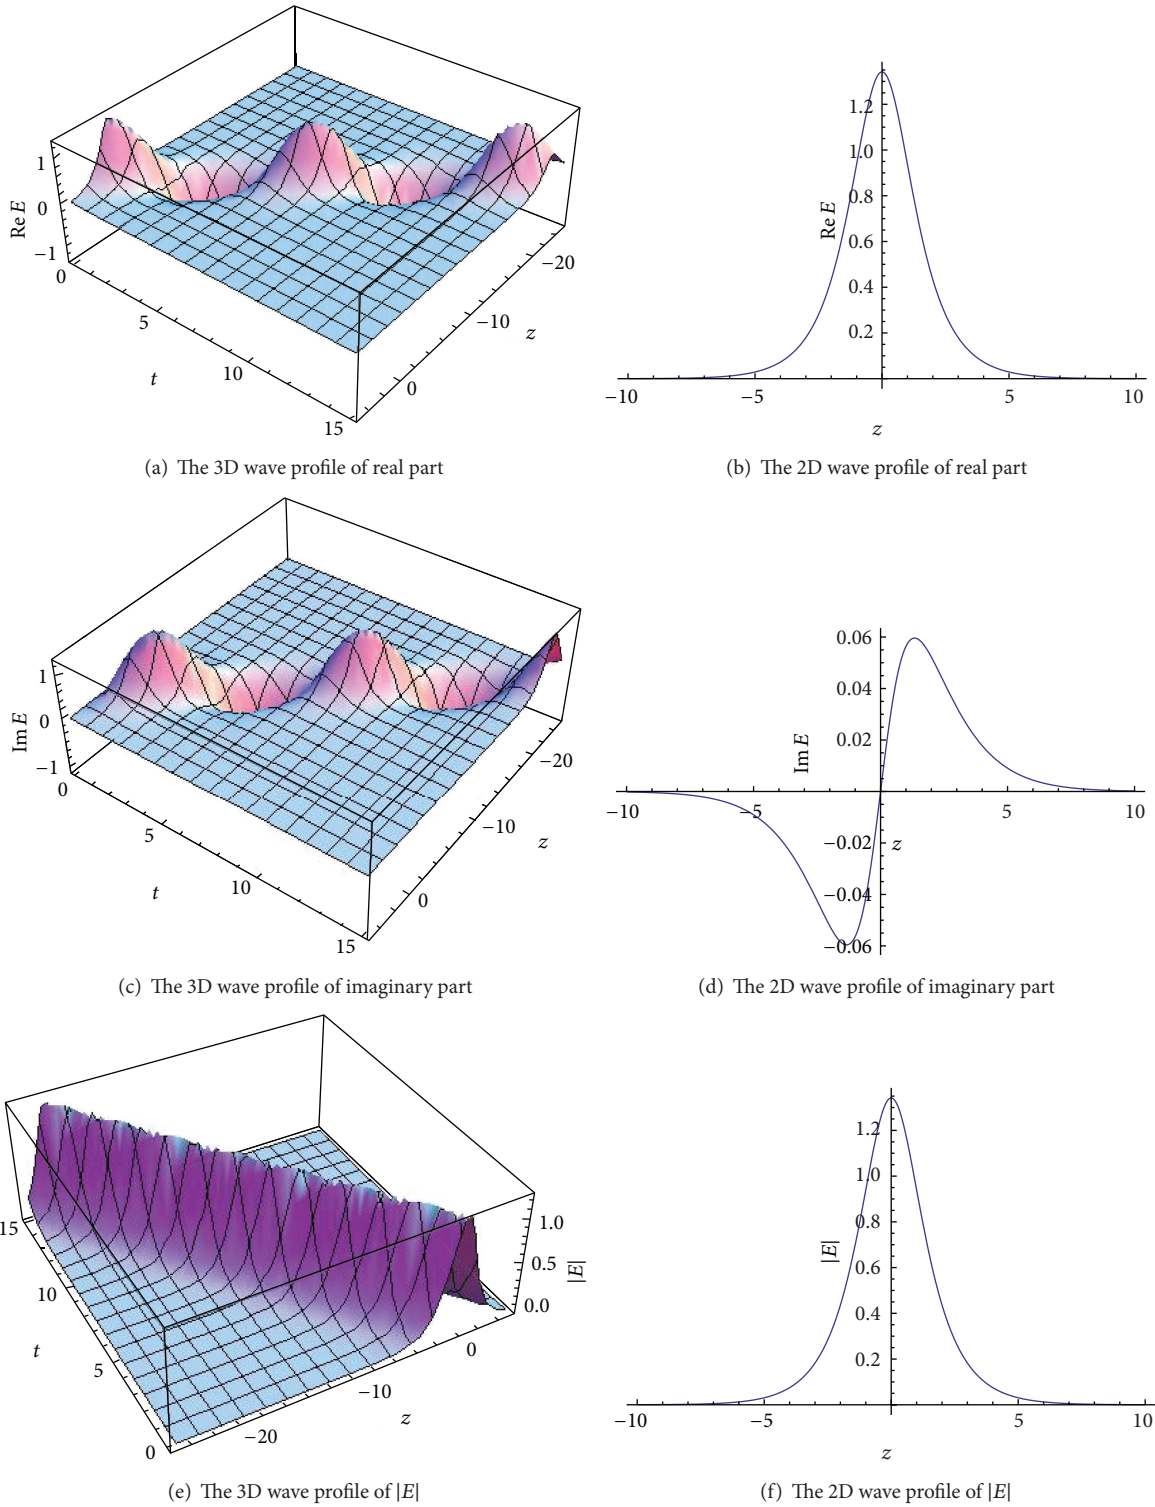 1
0
−1
Re E
0
5
10
15
t
−20
−10
0
z
(a) The 3D wave profile of real part
1.2
1.0
0.8
0.6
0.4
0.2
Re E
−10
−5
5
10
z
(b) The 2D wave profile of real part
1
0
−1
Im E
0
5
10
15
t
−20
−10
0
z
(c) The 3D wave profile of imaginary part
0.06
0.04
0.02
−0.02
−0.04
−0.06
Im E
−10
−5
5
10
z
(d) The 2D wave profile of imaginary part
15
10
5
0
t
−20
−10
0
z
1.0
0.5
0.0
|E|
(e) The 3D wave profile of |E|
1.2
1.0
0.8
0.6
0.4
0.2
|E|
−10
−5
5
10
z
(f) The 2D wave profile of |E|